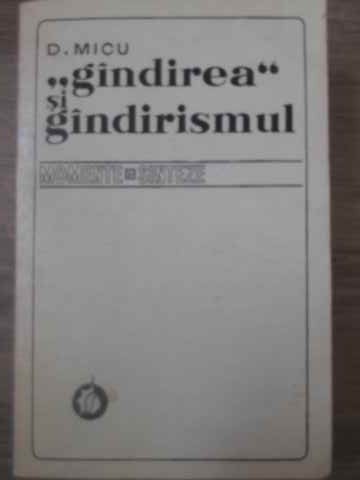 D. MICU
„gîndirea“
și
gîndirismul
MOMENTE SINTEZE